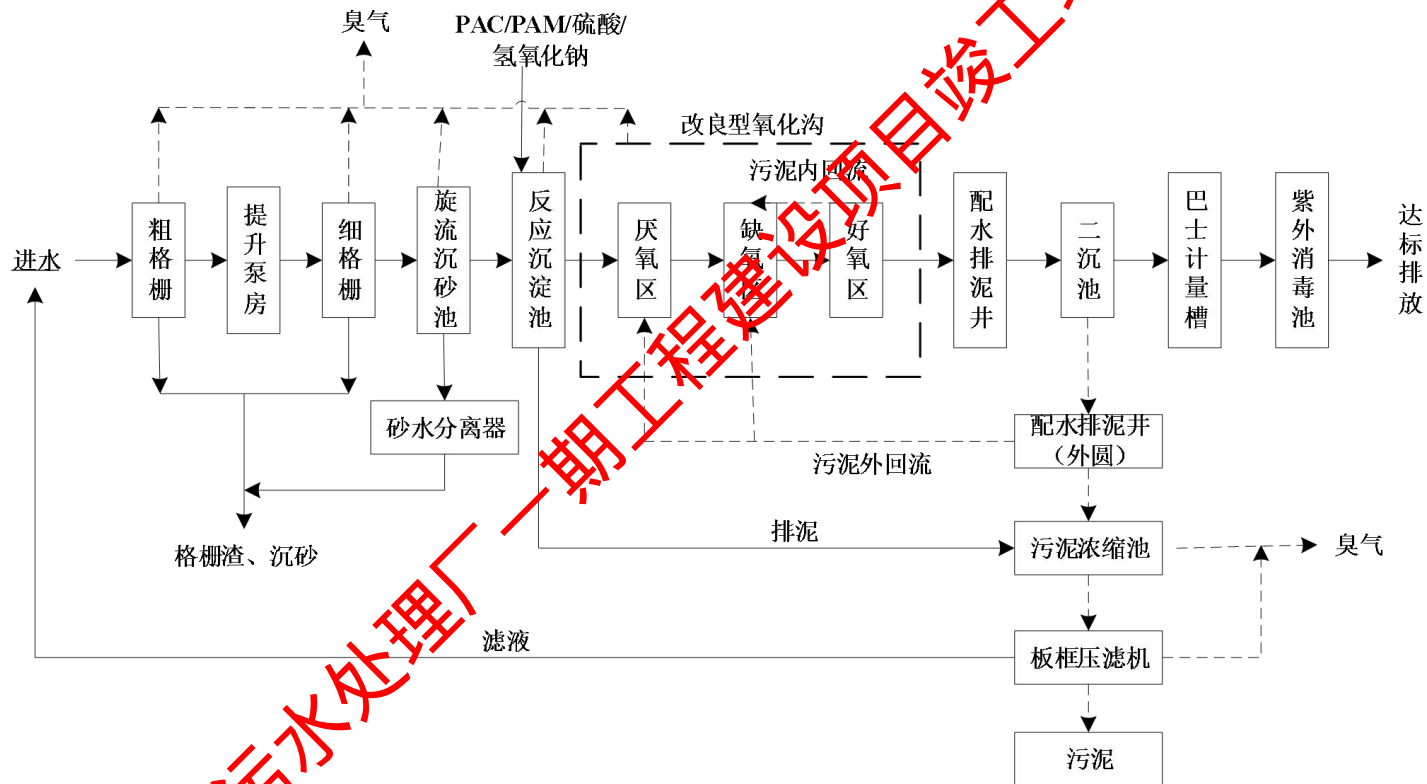 臭气
PAC/PAM/硫酸/
氢氧化钠
改良型氧化沟
污泥内回流
进水
粗格栅
提升泵房
细格栅
旋流沉砂池
反应沉淀池
厌氧区
缺氧区
好氧区
配水排泥井
二沉池
巴士计量槽
紫外消毒池
达标排放
砂水分离器
配水排泥井
（外圆）
污泥外回流
格栅渣、沉砂
排泥
污泥浓缩池
臭气
滤液
板框压滤机
污泥
污水处理厂一期工程建设项目竣工